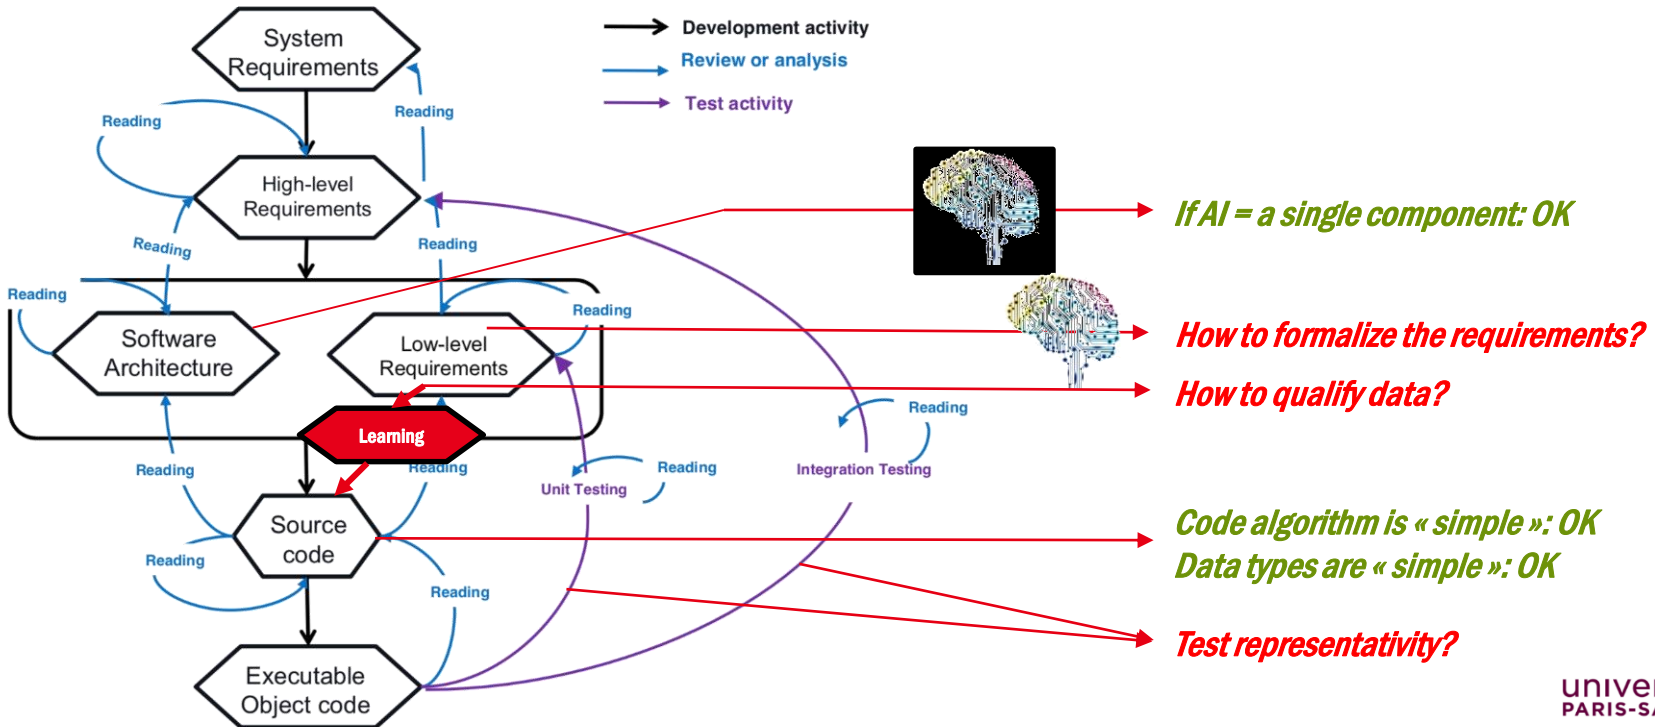 System
Requirements
Development activity
Review or analysis
Test activity
Reading
Reading
High-level
Requirements
If AI = a single component: OK
Reading
Reading
Reading
Reading
Software
Architecture
Low-level
Requirements
How to formalize the requirements?
How to qualify data?
Learning
Reading
Reading
Reading
Reading
Unit Testing
Integration Testing
Source
code
Code algorithm is « simple »: OK
Data types are « simple »: OK
Reading
Reading
Test representativity?
Executable
Object code
univer
PARIS-SA